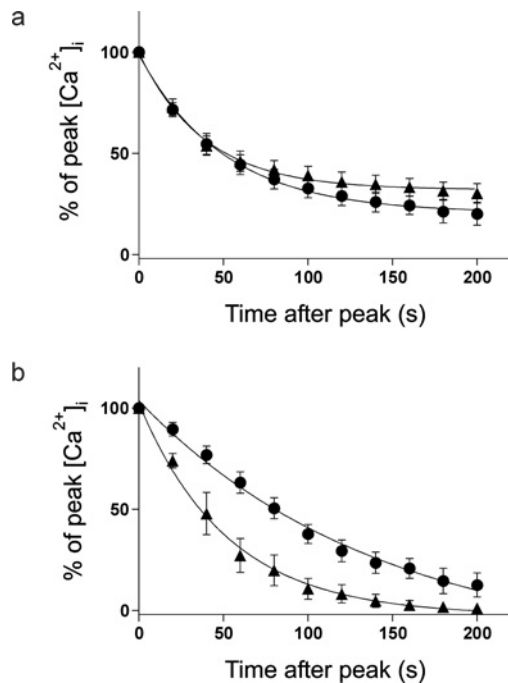 a
% of peak [Ca²⁺]ᵢ
100
50
0
0 50 100 150 200
Time after peak (s)
b
% of peak [Ca²⁺]ᵢ
100
50
0
0 50 100 150 200
Time after peak (s)